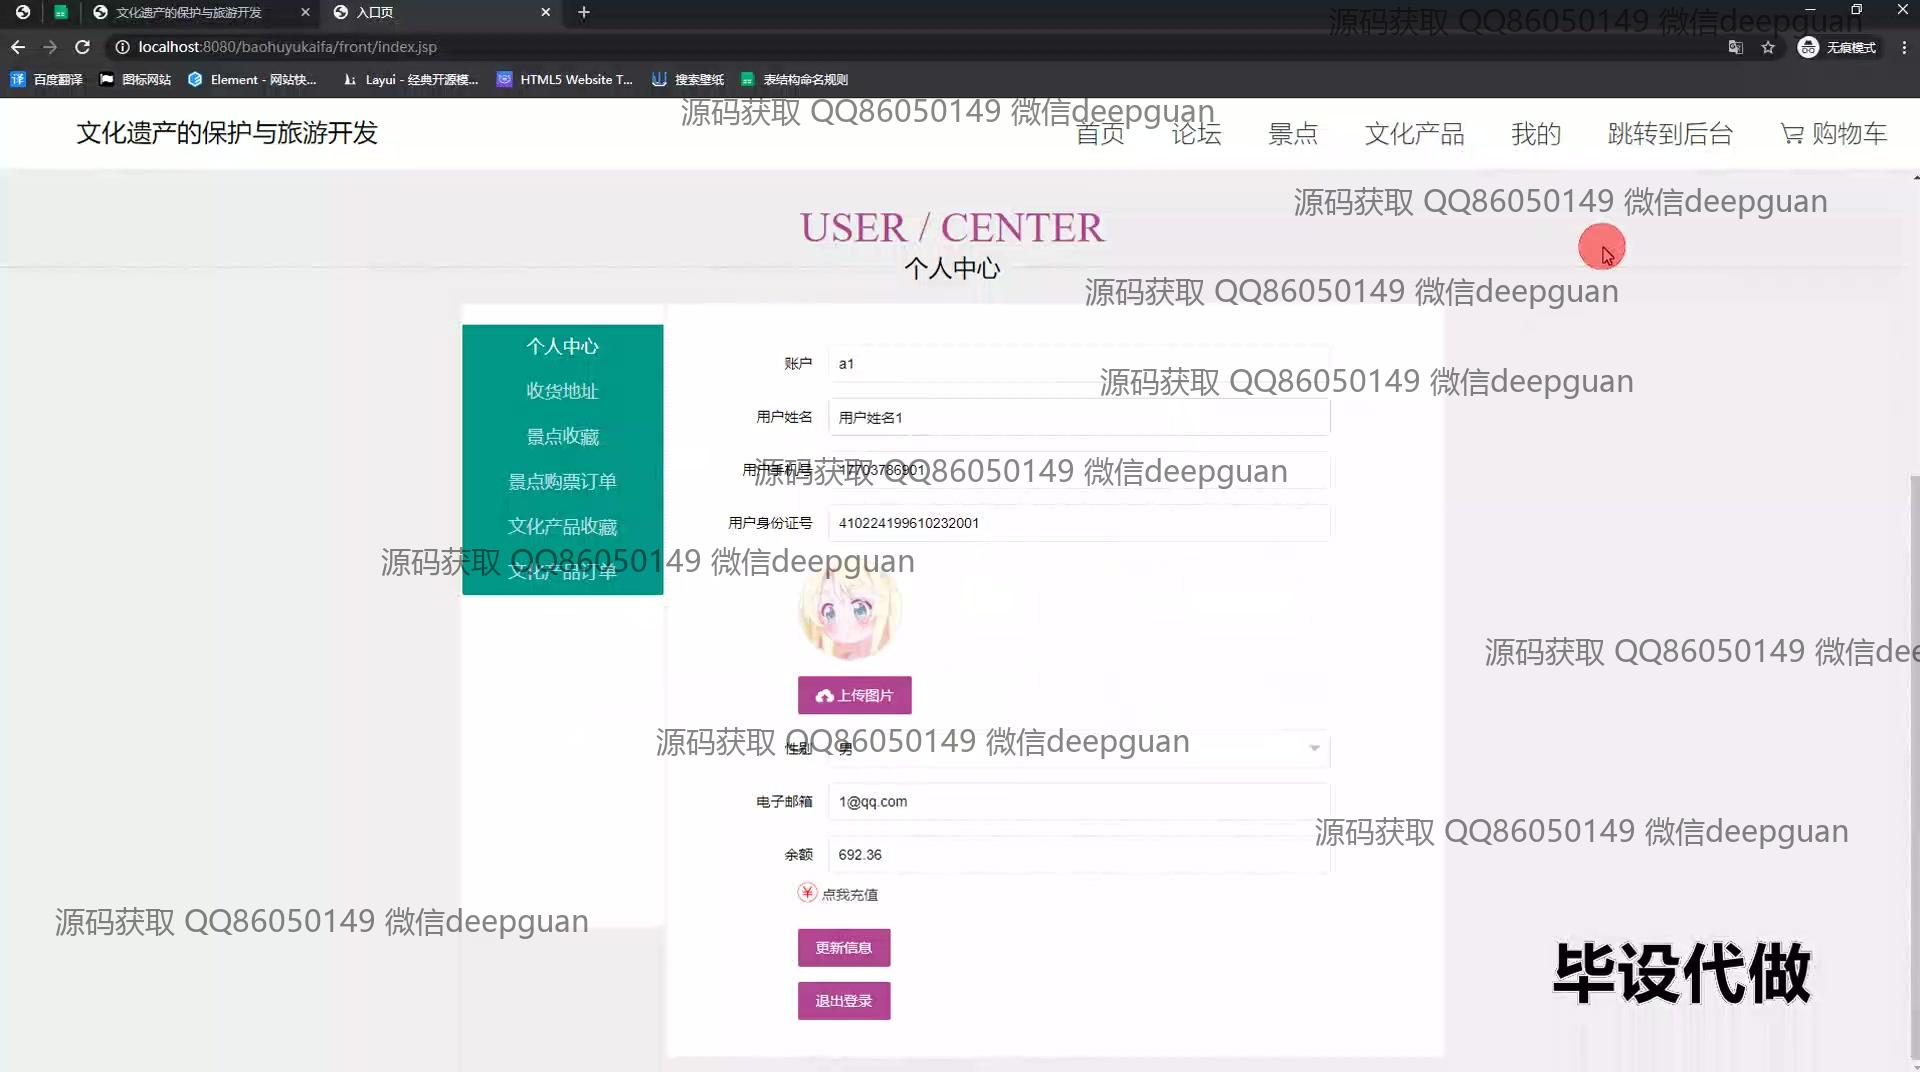 文化遗产的保护与旅游开发
入口页
源码获取 QQ86050149 微信deepguan
localhost:8080/baohuyukaifa/front/index.jsp
无痕模式
百度翻译
图标网站
Element - 网站快...
Layui - 经典开源模...
HTML5 Website T...
搜索壁纸
表结构命名规则
源码获取 QQ86050149 微信deepguan
文化遗产的保护与旅游开发
首页
论坛
景点
文化产品
我的
跳转到后台
购物车
源码获取 QQ86050149 微信deepguan
USER / CENTER
个人中心
源码获取 QQ86050149 微信deepguan
个人中心
收货地址
景点收藏
景点购票订单
文化产品收藏
文化产品订单
账户 a1
源码获取 QQ86050149 微信deepguan
用户姓名 用户姓名1
用户手机号 17703786901
源码获取 QQ86050149 微信deepguan
用户身份证号 410224199610232001
源码获取 QQ86050149 微信deepguan
源码获取 QQ86050149 微信dee
上传图片
源码获取 QQ86050149 微信deepguan
性别 男
电子邮箱 1@qq.com
源码获取 QQ86050149 微信deepguan
余额 692.36
¥ 点我充值
源码获取 QQ86050149 微信deepguan
更新信息
毕设代做
退出登录